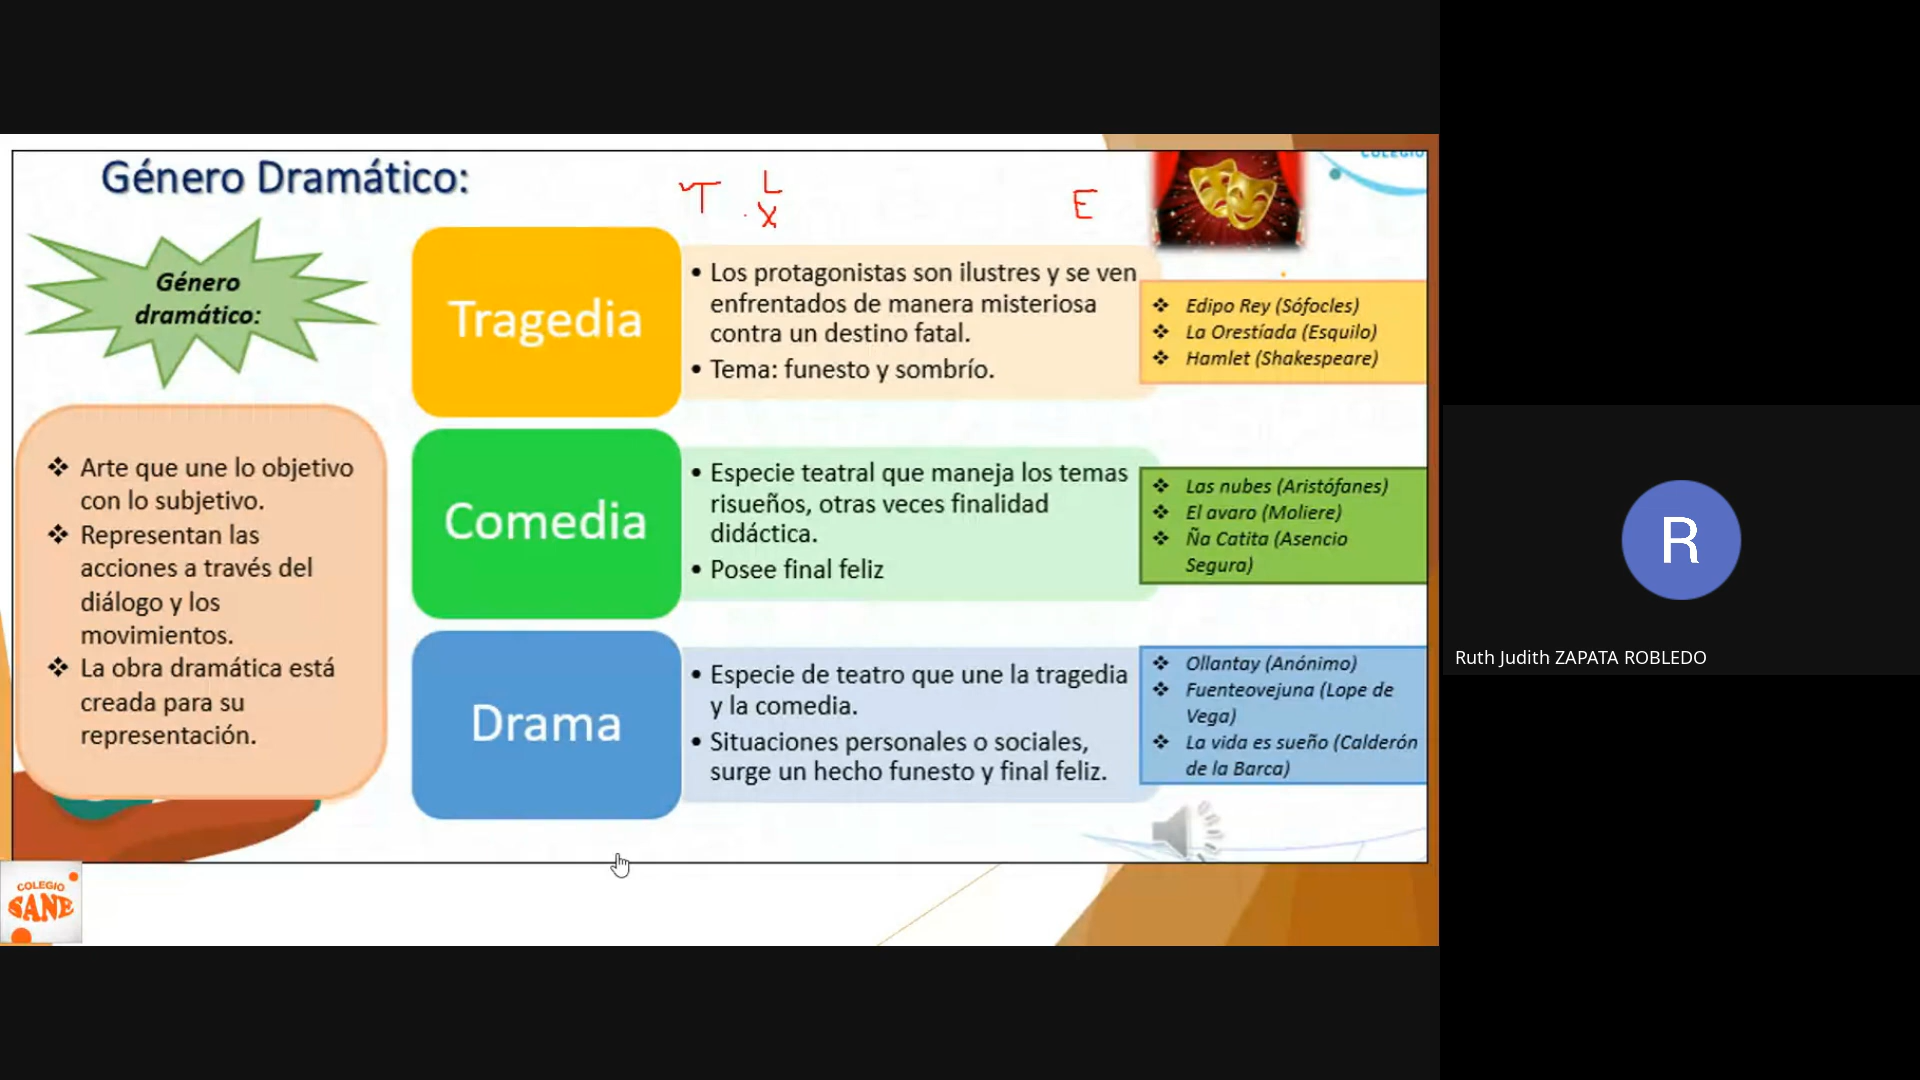 Género Dramático:
T
L
X
E
COLEGIO
Género
dramático:
❖ Arte que une lo objetivo
con lo subjetivo.
❖ Representan las
acciones a través del
diálogo y los
movimientos.
❖ La obra dramática está
creada para su
representación.
Tragedia
• Los protagonistas son ilustres y se ven
enfrentados de manera misteriosa
contra un destino fatal.
• Tema: funesto y sombrío.
❖ Edipo Rey (Sófocles)
❖ La Orestíada (Esquilo)
❖ Hamlet (Shakespeare)
Comedia
• Especie teatral que maneja los temas
risueños, otras veces finalidad
didáctica.
• Posee final feliz
❖ Las nubes (Aristófanes)
❖ El avaro (Moliere)
❖ Ña Catita (Asencio
Segura)
Drama
• Especie de teatro que une la tragedia
y la comedia.
• Situaciones personales o sociales,
surge un hecho funesto y final feliz.
❖ Ollantay (Anónimo)
❖ Fuenteovejuna (Lope de
Vega)
❖ La vida es sueño (Calderón
de la Barca)
COLEGIO
SANE
R
Ruth Judith ZAPATA ROBLEDO